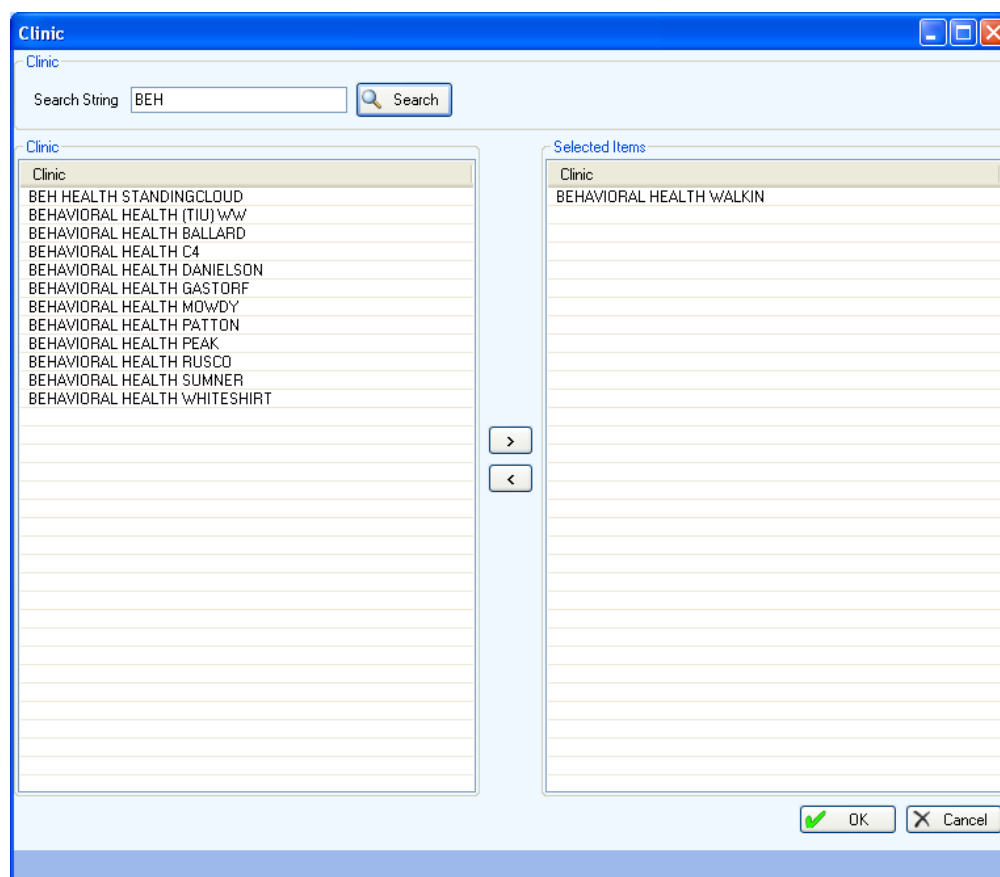 Clinic
Clinic
Search String BEH Search
Clinic
Clinic
BEH HEALTH STANDINGCLOUD
BEHAVIORAL HEALTH (TIU) WW
BEHAVIORAL HEALTH BALLARD
BEHAVIORAL HEALTH C4
BEHAVIORAL HEALTH DANIELSON
BEHAVIORAL HEALTH GASTORF
BEHAVIORAL HEALTH MOWDY
BEHAVIORAL HEALTH PATTON
BEHAVIORAL HEALTH PEAK
BEHAVIORAL HEALTH RUSCO
BEHAVIORAL HEALTH SUMNER
BEHAVIORAL HEALTH WHITESHIRT
>
<
Selected Items
Clinic
BEHAVIORAL HEALTH WALKIN
OK Cancel